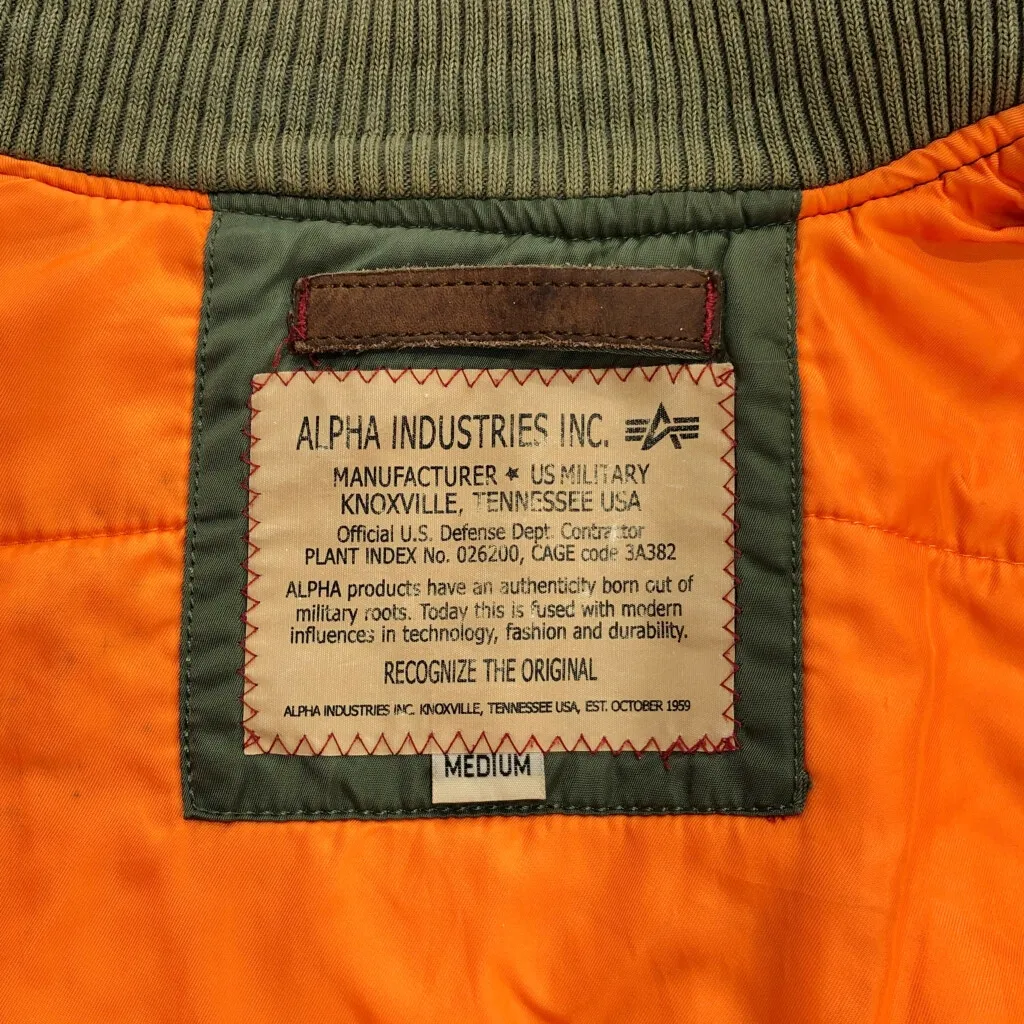 ALPHA INDUSTRIES INC.
MANUFACTURER ★ US MILITARY
KNOXVILLE, TENNESSEE USA
Official U.S. Defense Dept. Contractor
PLANT INDEX No. 026200, CAGE code 3A382
ALPHA products have an authenticity born out of
military roots. Today this is fused with modern
influences in technology, fashion and durability.
RECOGNIZE THE ORIGINAL
ALPHA INDUSTRIES INC. KNOXVILLE, TENNESSEE USA, EST. OCTOBER 1959
MEDIUM